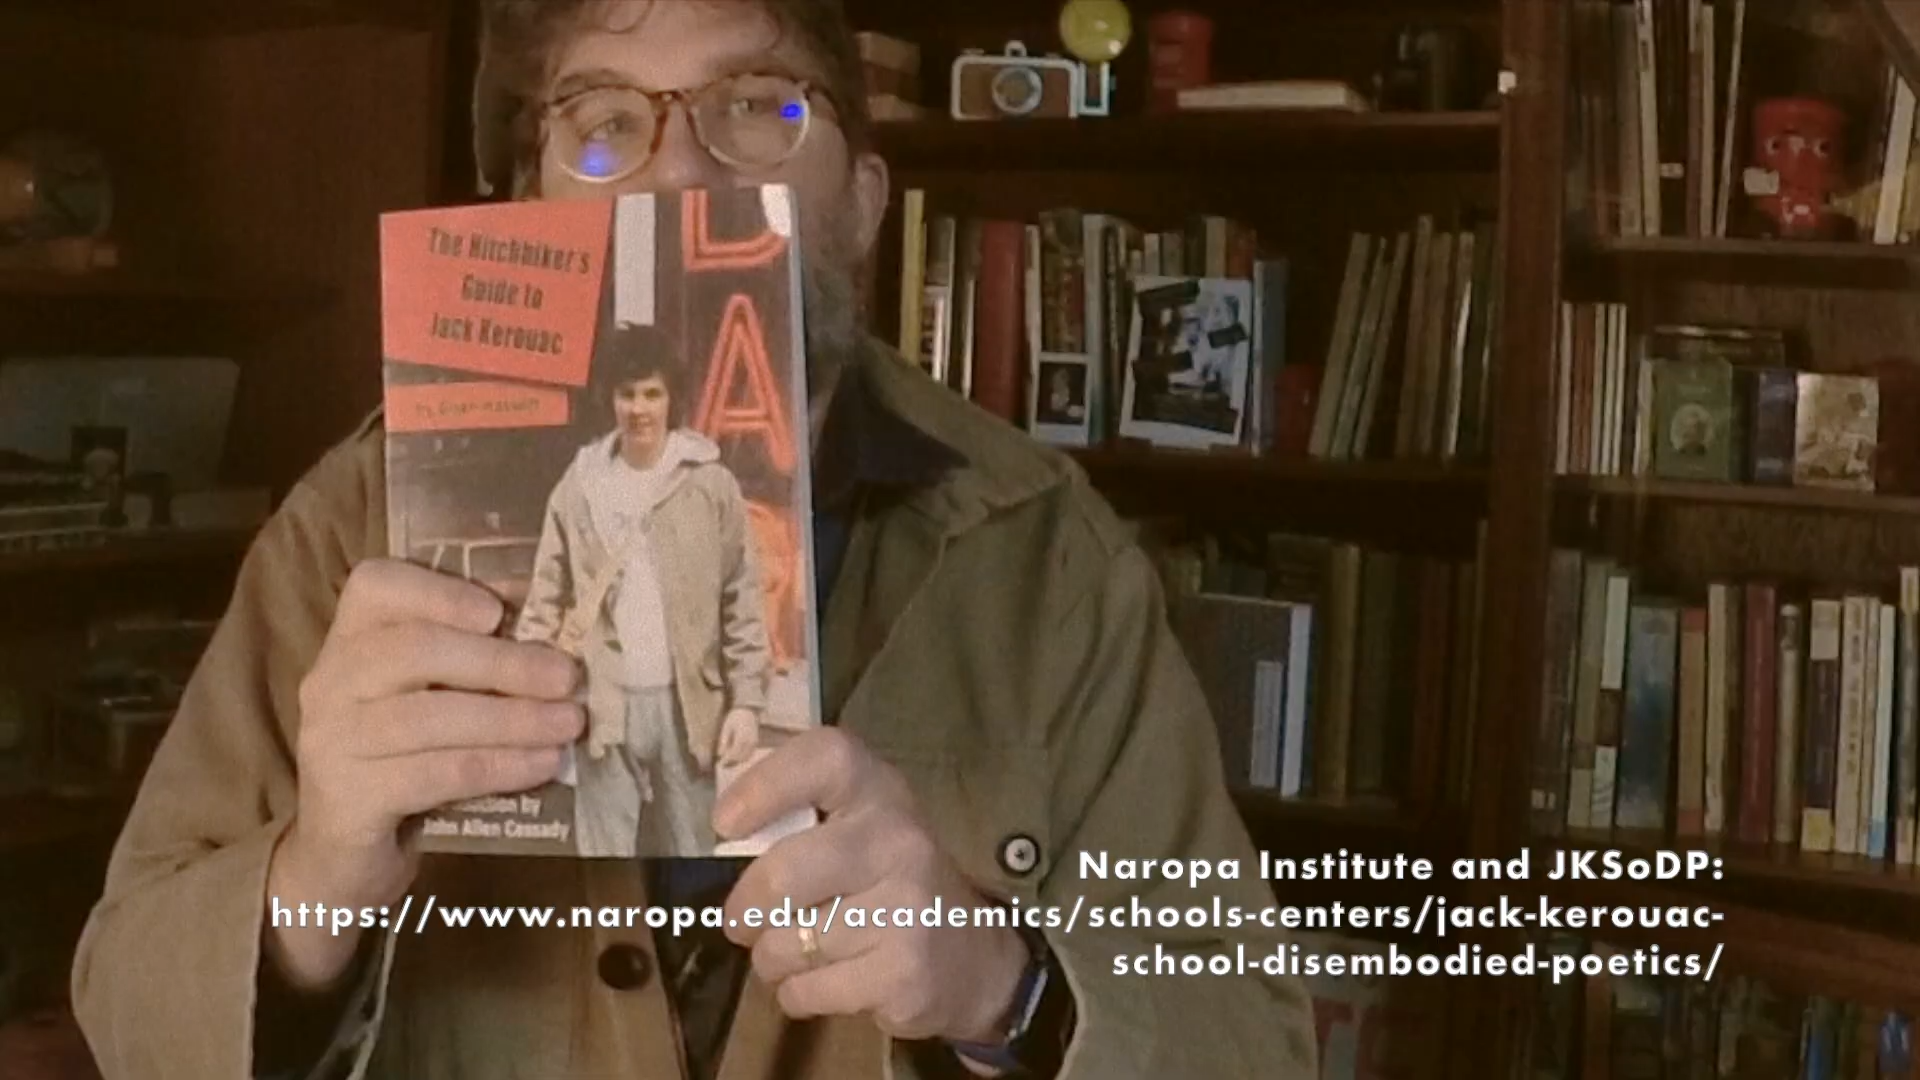 The Hitchhiker's
Guide to
Jack Kerouac
BAR
John Allen Cassady
Naropa Institute and JKSoDP:
https://www.naropa.edu/academics/schools-centers/jack-kerouac-
school-disembodied-poetics/